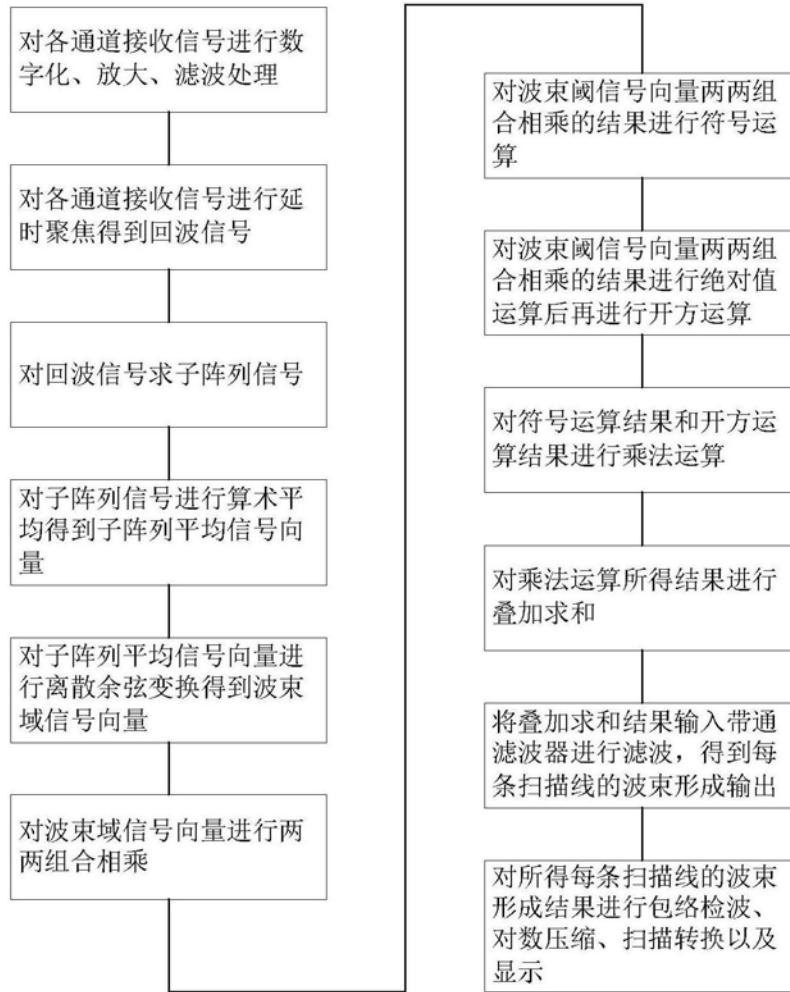 对各通道接收信号进行数
字化、放大、滤波处理
对各通道接收信号进行延
时聚焦得到回波信号
对回波信号求子阵列信号
对子阵列信号进行算术平
均得到子阵列平均信号向
量
对子阵列平均信号向量进
行离散余弦变换得到波束
域信号向量
对波束域信号向量进行两
两组合相乘
对波束阈信号向量两两组
合相乘的结果进行符号运
算
对波束阈信号向量两两组
合相乘的结果进行绝对值
运算后再进行开方运算
对符号运算结果和开方运
算结果进行乘法运算
对乘法运算所得结果进行
叠加求和
将叠加求和结果输入带通
滤波器进行滤波，得到每
条扫描线的波束形成输出
对所得每条扫描线的波束
形成结果进行包络检波、
对数压缩、扫描转换以及
显示